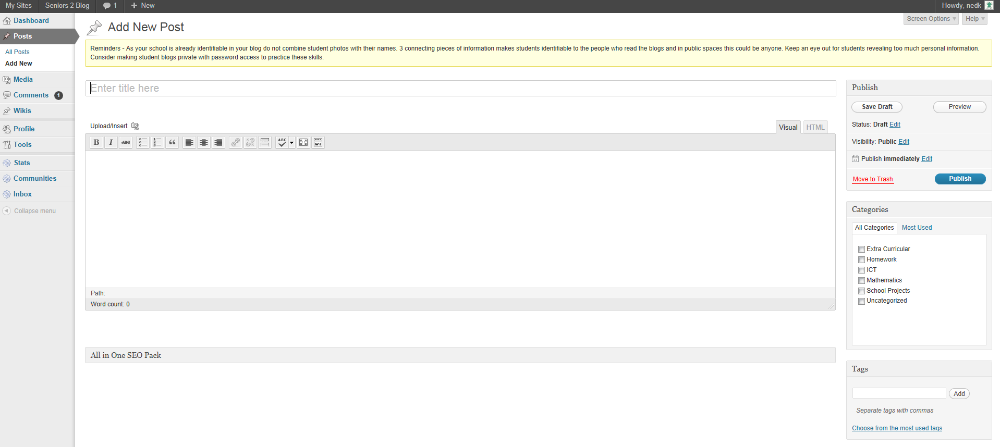 My Sites
Seniors 2 Blog
1
New
Howdy, nedk
Screen Options
Help
Dashboard
Posts
All Posts
Add New
Media
Comments 1
Wikis
Profile
Tools
Stats
Communities
Inbox
Collapse menu
Add New Post
Reminders - As your school is already identifiable in your blog do not combine student photos with their names. 3 connecting pieces of information makes students identifiable to the people who read the blogs and in public spaces this could be anyone. Keep an eye out for students revealing too much personal information.
Consider making student blogs private with password access to practice these skills.
Enter title here
Upload/Insert
Visual
HTML
B I ABC
ABC
Path:
Word count: 0
All in One SEO Pack
Publish
Save Draft
Preview
Status: Draft Edit
Visibility: Public Edit
Publish immediately Edit
Move to Trash
Publish
Categories
All Categories
Most Used
Extra Curricular
Homework
ICT
Mathematics
School Projects
Uncategorized
Tags
Add
Separate tags with commas
Choose from the most used tags